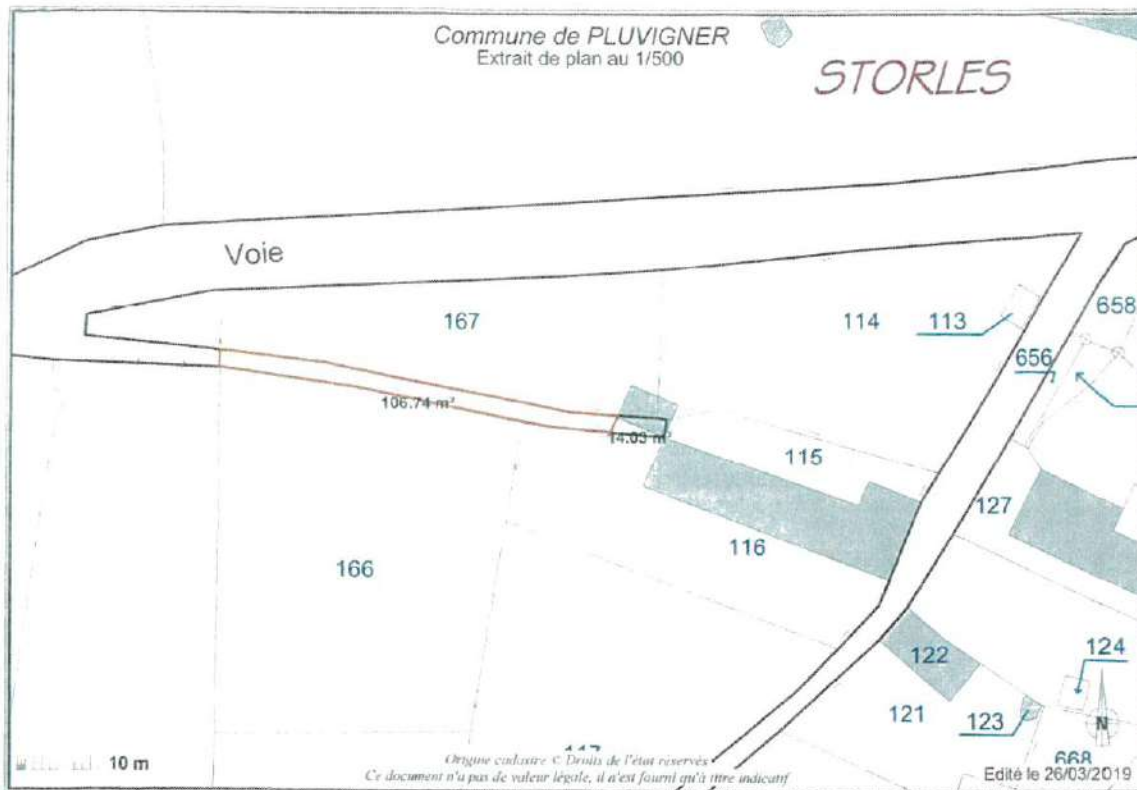 Commune de PLUVIGNER
Extrait de plan au 1/500
STORLES
Voie
167
114
113
658
656
106.74 m²
14.03 m²
115
127
116
166
122
124
121
123
668
10 m
N
Origine cadastre © Droits de l'état réservés
Ce document n'a pas de valeur légale, il n'est fourni qu'à titre indicatif
Edité le 26/03/2019